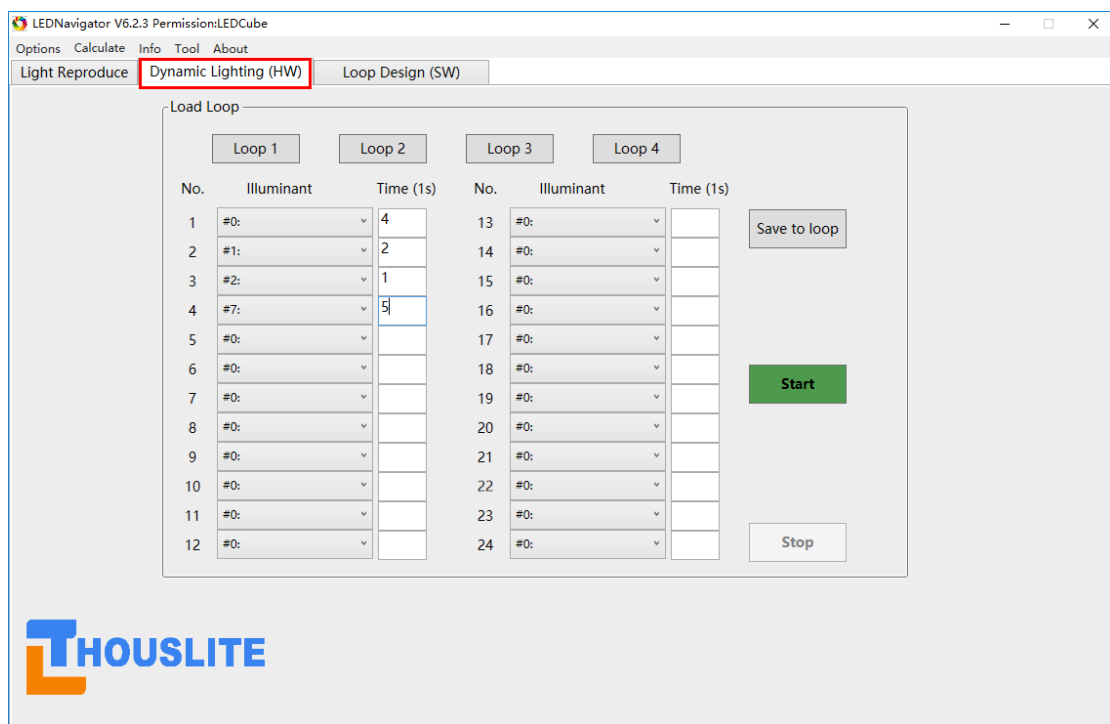 LEDNavigator V6.2.3 Permission:LEDCube
Options Calculate Info Tool About
Light Reproduce Dynamic Lighting (HW) Loop Design (SW)
Load Loop
Loop 1 Loop 2 Loop 3 Loop 4
No. Illuminant Time (1s) No. Illuminant Time (1s)
1 #0: 4 13 #0:
Save to loop
2 #1: 2 14 #0:
3 #2: 1 15 #0:
4 #7: 5 16 #0:
5 #0: 17 #0:
6 #0: 18 #0:
Start
7 #0: 19 #0:
8 #0: 20 #0:
9 #0: 21 #0:
10 #0: 22 #0:
11 #0: 23 #0:
12 #0: 24 #0:
Stop
THOUSLITE